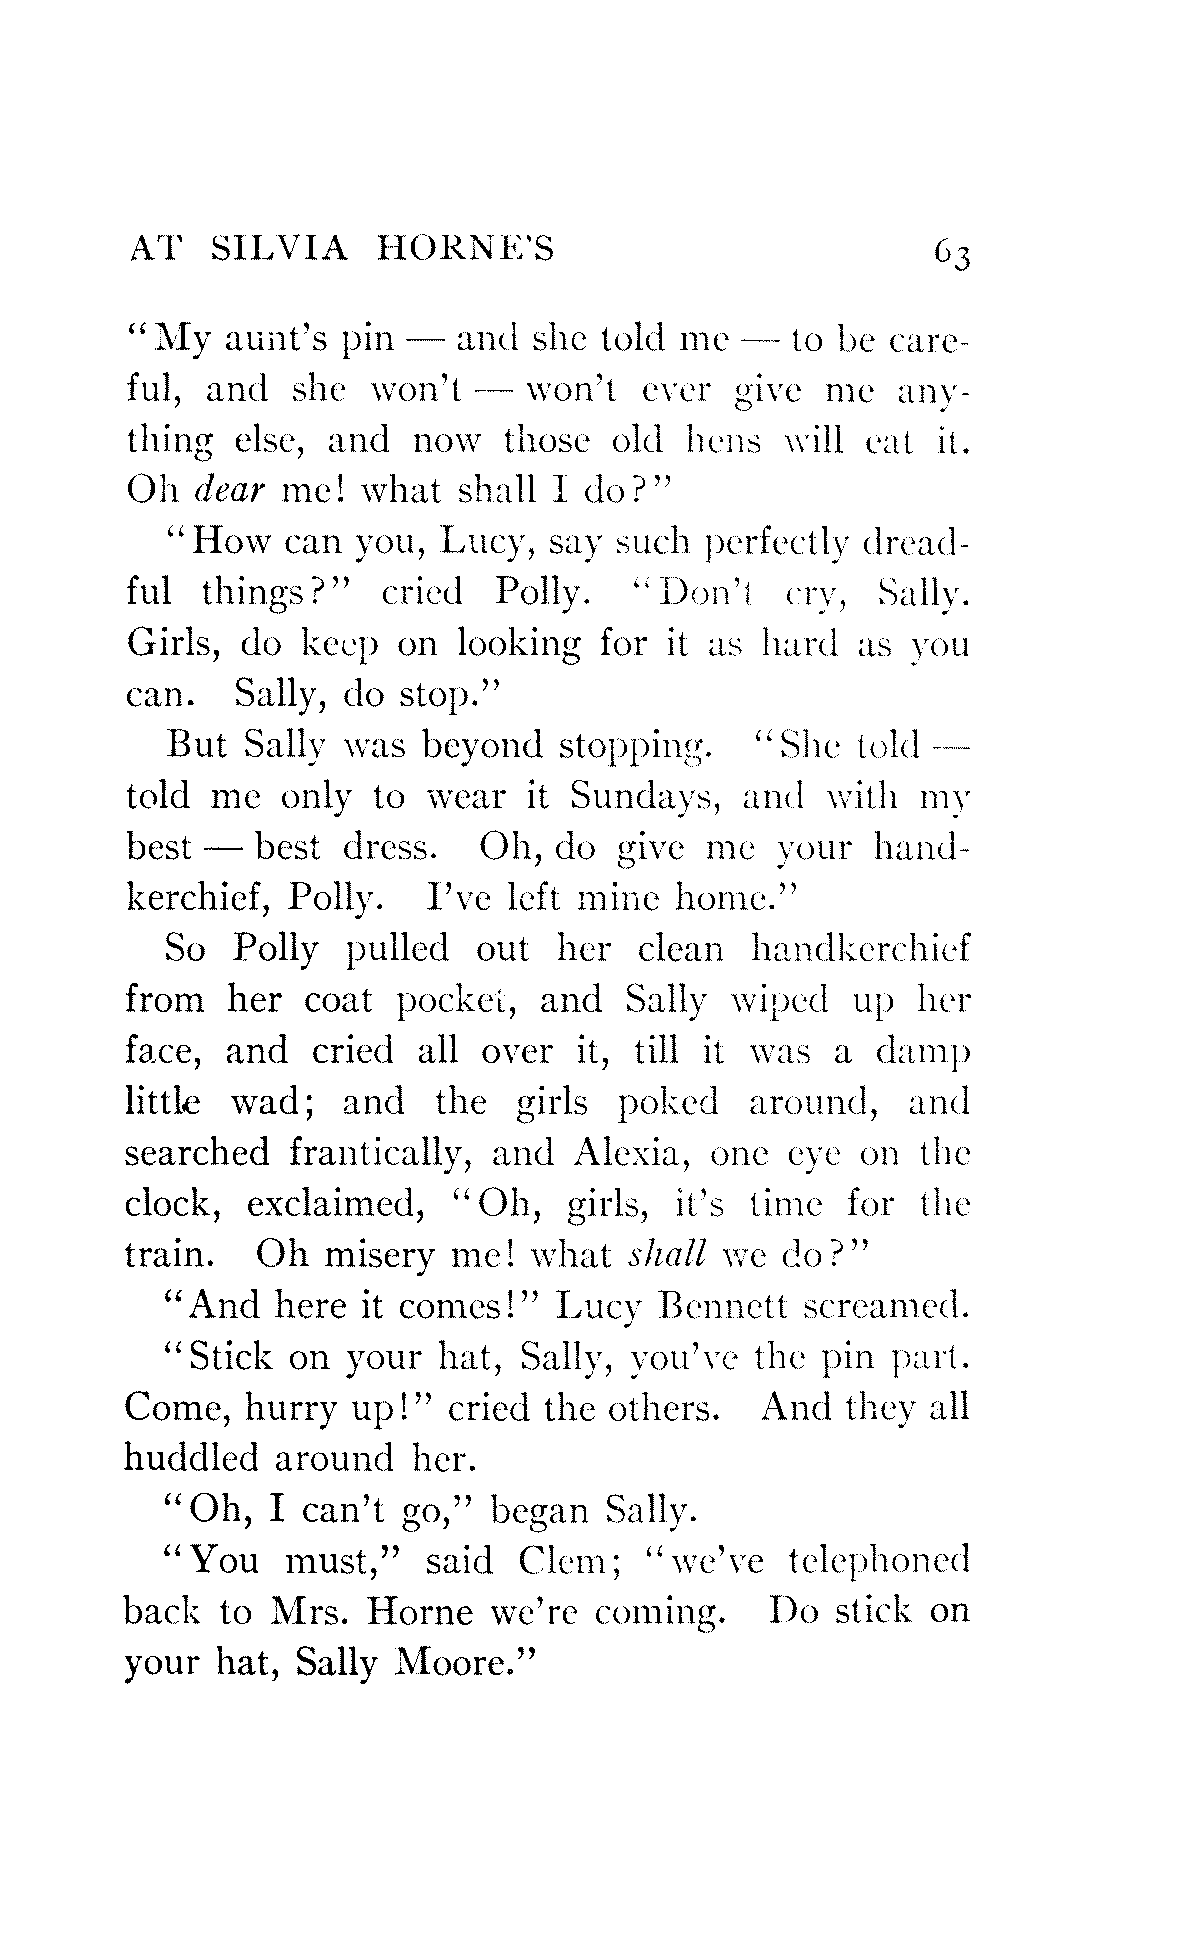 AT SILVIA HORNE'S 63
"My aunt's pin — and she told me — to be care-
ful, and she won't — won't ever give me any-
thing else, and now those old hens will eat it.
Oh dear me! what shall I do?"
"How can you, Lucy, say such perfectly dread-
ful things?" cried Polly. "Don't cry, Sally.
Girls, do keep on looking for it as hard as you
can. Sally, do stop."
But Sally was beyond stopping. "She told —
told me only to wear it Sundays, and with my
best — best dress. Oh, do give me your hand-
kerchief, Polly. I've left mine home."
So Polly pulled out her clean handkerchief
from her coat pocket, and Sally wiped up her
face, and cried all over it, till it was a damp
little wad; and the girls poked around, and
searched frantically, and Alexia, one eye on the
clock, exclaimed, "Oh, girls, it's time for the
train. Oh misery me! what shall we do?"
"And here it comes!" Lucy Bennett screamed.
"Stick on your hat, Sally, you've the pin part.
Come, hurry up!" cried the others. And they all
huddled around her.
"Oh, I can't go," began Sally.
"You must," said Clem; "we've telephoned
back to Mrs. Horne we're coming. Do stick on
your hat, Sally Moore."